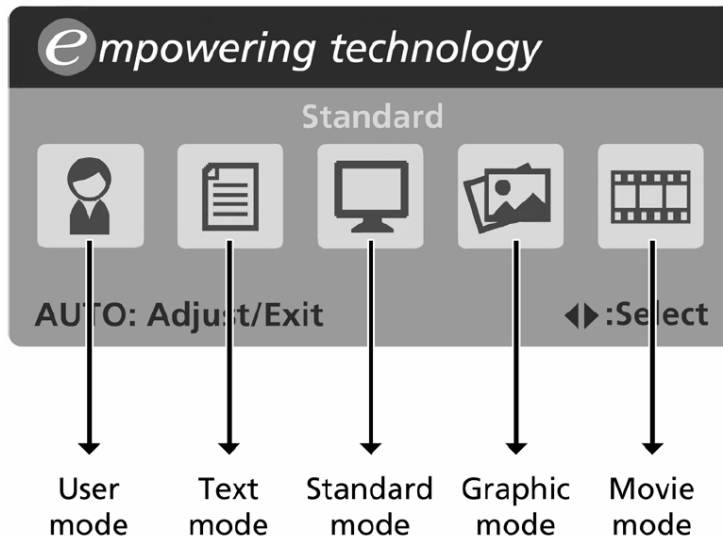 empowering technology
Standard
AUTO: Adjust/Exit :Select
User mode
Text mode
Standard mode
Graphic mode
Movie mode